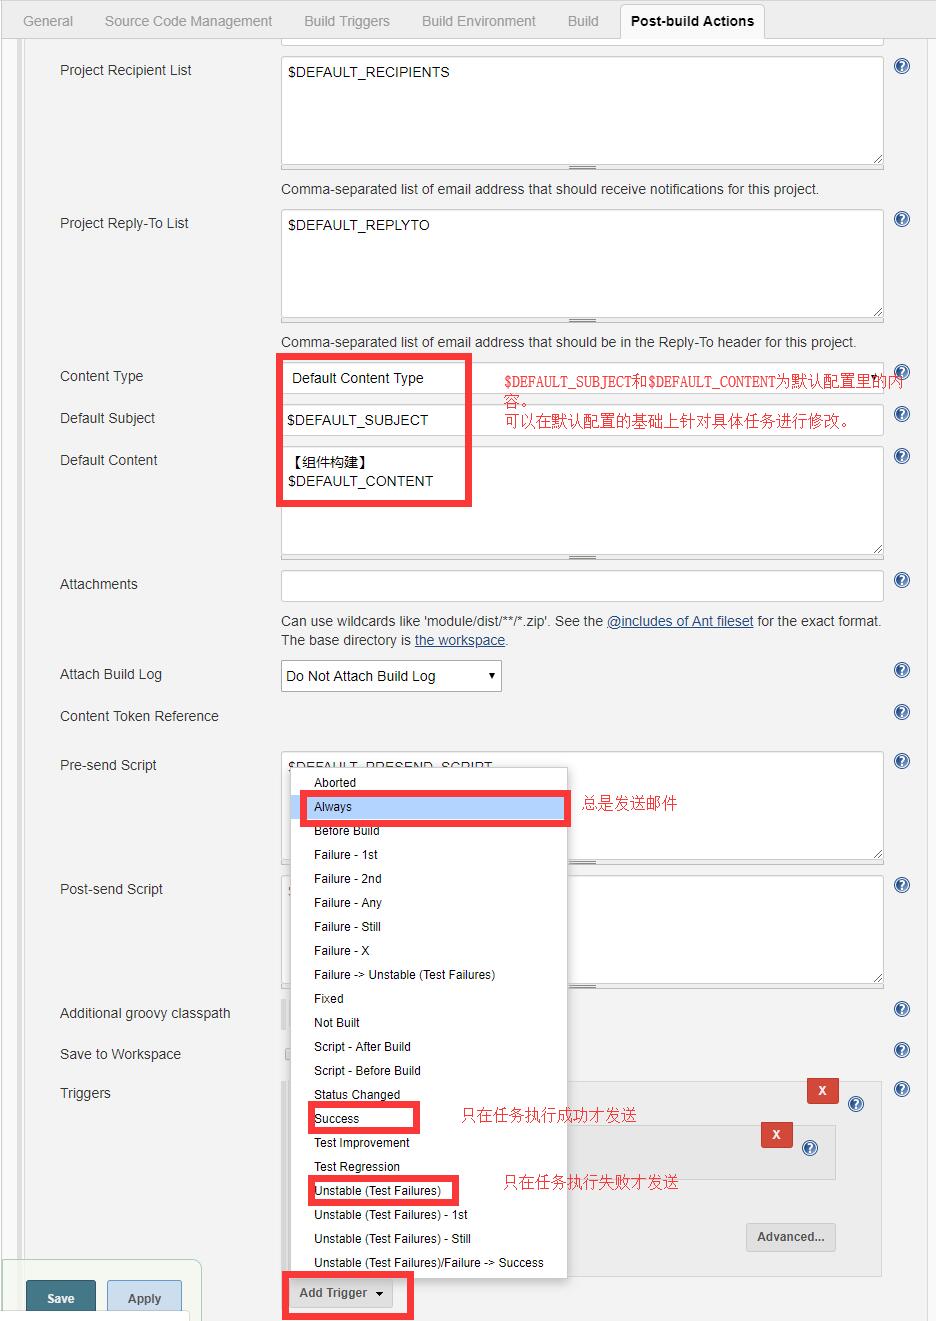 General Source Code Management Build Triggers Build Environment Build Post-build Actions
Project Recipient List
$DEFAULT_RECIPIENTS
Comma-separated list of email address that should receive notifications for this project.
Project Reply-To List
$DEFAULT_REPLYTO
Comma-separated list of email address that should be in the Reply-To header for this project.
Content Type
Default Content Type
$DEFAULT_SUBJECT和$DEFAULT_CONTENT为默认配置里的内
容。
可以在默认配置的基础上针对具体任务进行修改。
Default Subject
$DEFAULT_SUBJECT
Default Content
【组件构建】
$DEFAULT_CONTENT
Attachments
Can use wildcards like 'module/dist/**/*.zip'. See the @includes of Ant fileset for the exact format.
The base directory is the workspace.
Attach Build Log
Do Not Attach Build Log
Content Token Reference
Pre-send Script
$DEFAULT_PRESEND_SCRIPT
Aborted
Always
总是发送邮件
Before Build
Failure - 1st
Failure - 2nd
Post-send Script
Failure - Any
Failure - Still
Failure - X
Failure -> Unstable (Test Failures)
Fixed
Additional groovy classpath
Not Built
Script - After Build
Save to Workspace
Script - Before Build
Triggers
Status Changed
X
Success
只在任务执行成功才发送
Test Improvement
X
Test Regression
Unstable (Test Failures)
只在任务执行失败才发送
Unstable (Test Failures) - 1st
Unstable (Test Failures) - Still
Advanced...
Unstable (Test Failures)/Failure -> Success
Add Trigger
Save Apply